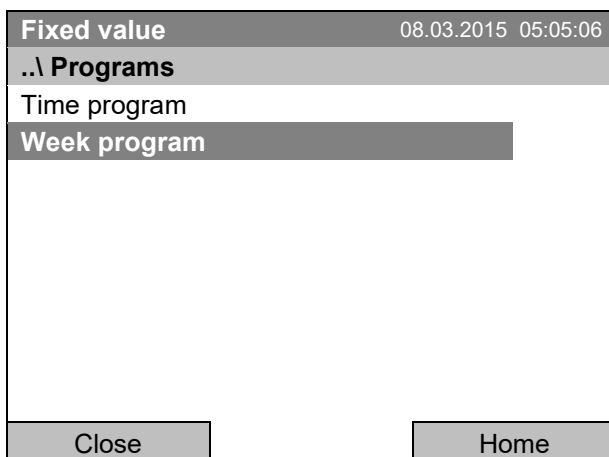 Fixed value 08.03.2015 05:05:06
..\ Programs
Time program
Week program
Close Home